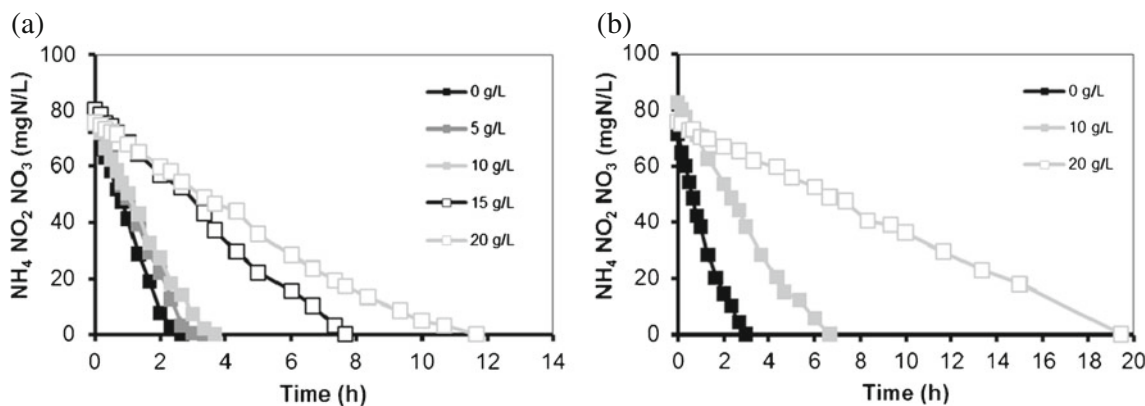 (a)
100
80
60
40
20
0
NH₄ NO₂ NO₃ (mgN/L)
0 g/L
5 g/L
10 g/L
15 g/L
20 g/L
0 2 4 6 8 10 12 14
Time (h)
(b)
100
80
60
40
20
0
NH₄ NO₂ NO₃ (mgN/L)
0 g/L
10 g/L
20 g/L
0 2 4 6 8 10 12 14 16 18 20
Time (h)